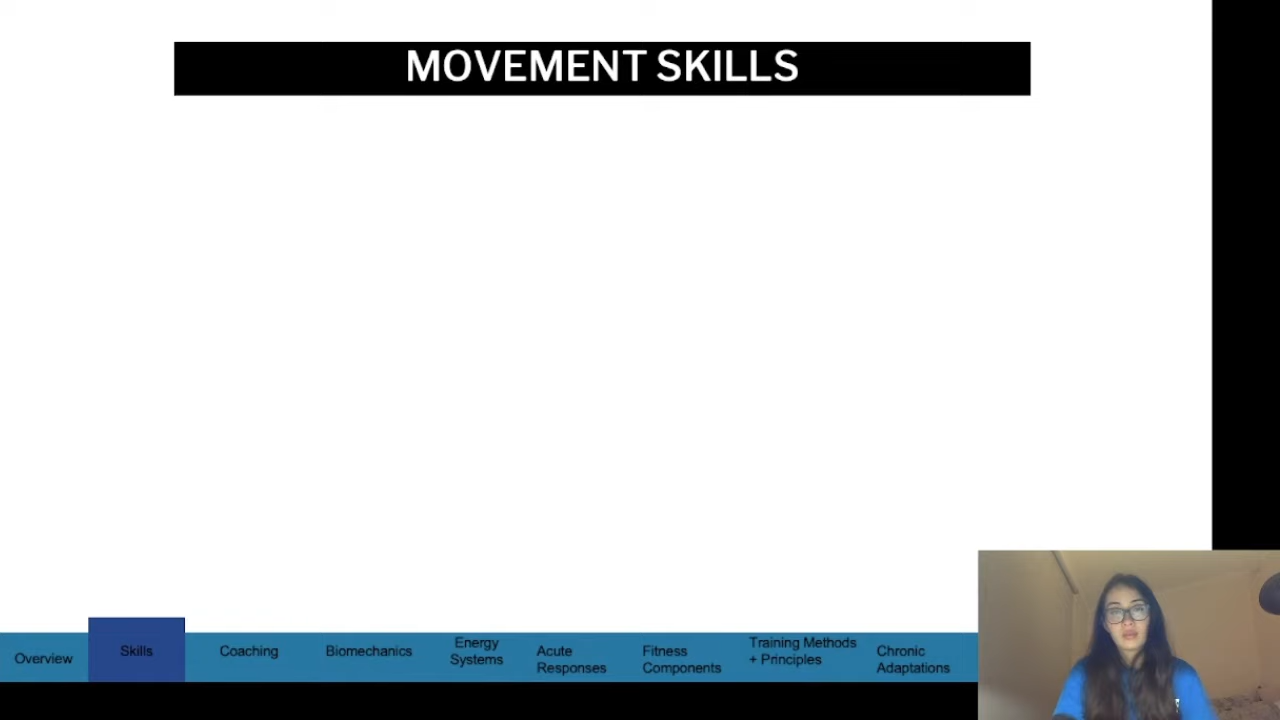 MOVEMENT SKILLS
Overview
Skills
Coaching
Biomechanics
Energy
Systems
Acute
Responses
Fitness
Components
Training Methods
+ Principles
Chronic
Adaptations